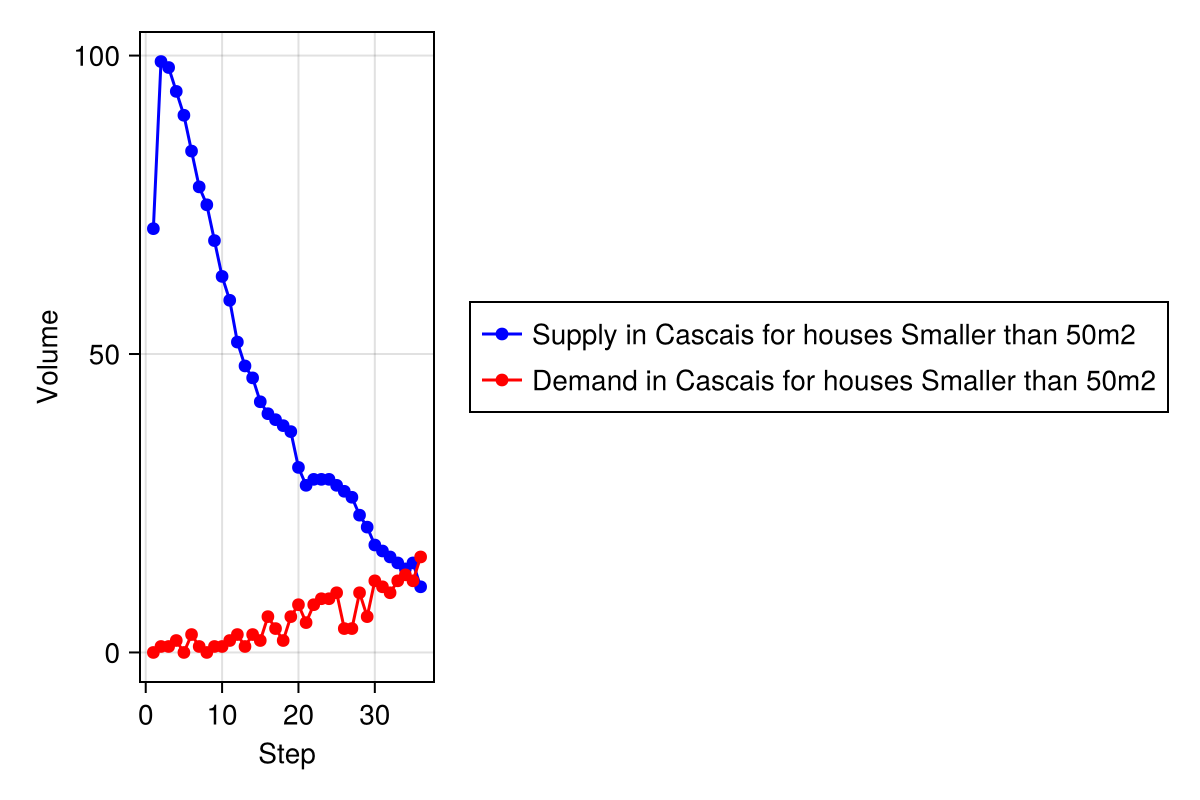 100
50
0
Volume
0 10 20 30
Step
Supply in Cascais for houses Smaller than 50m2
Demand in Cascais for houses Smaller than 50m2